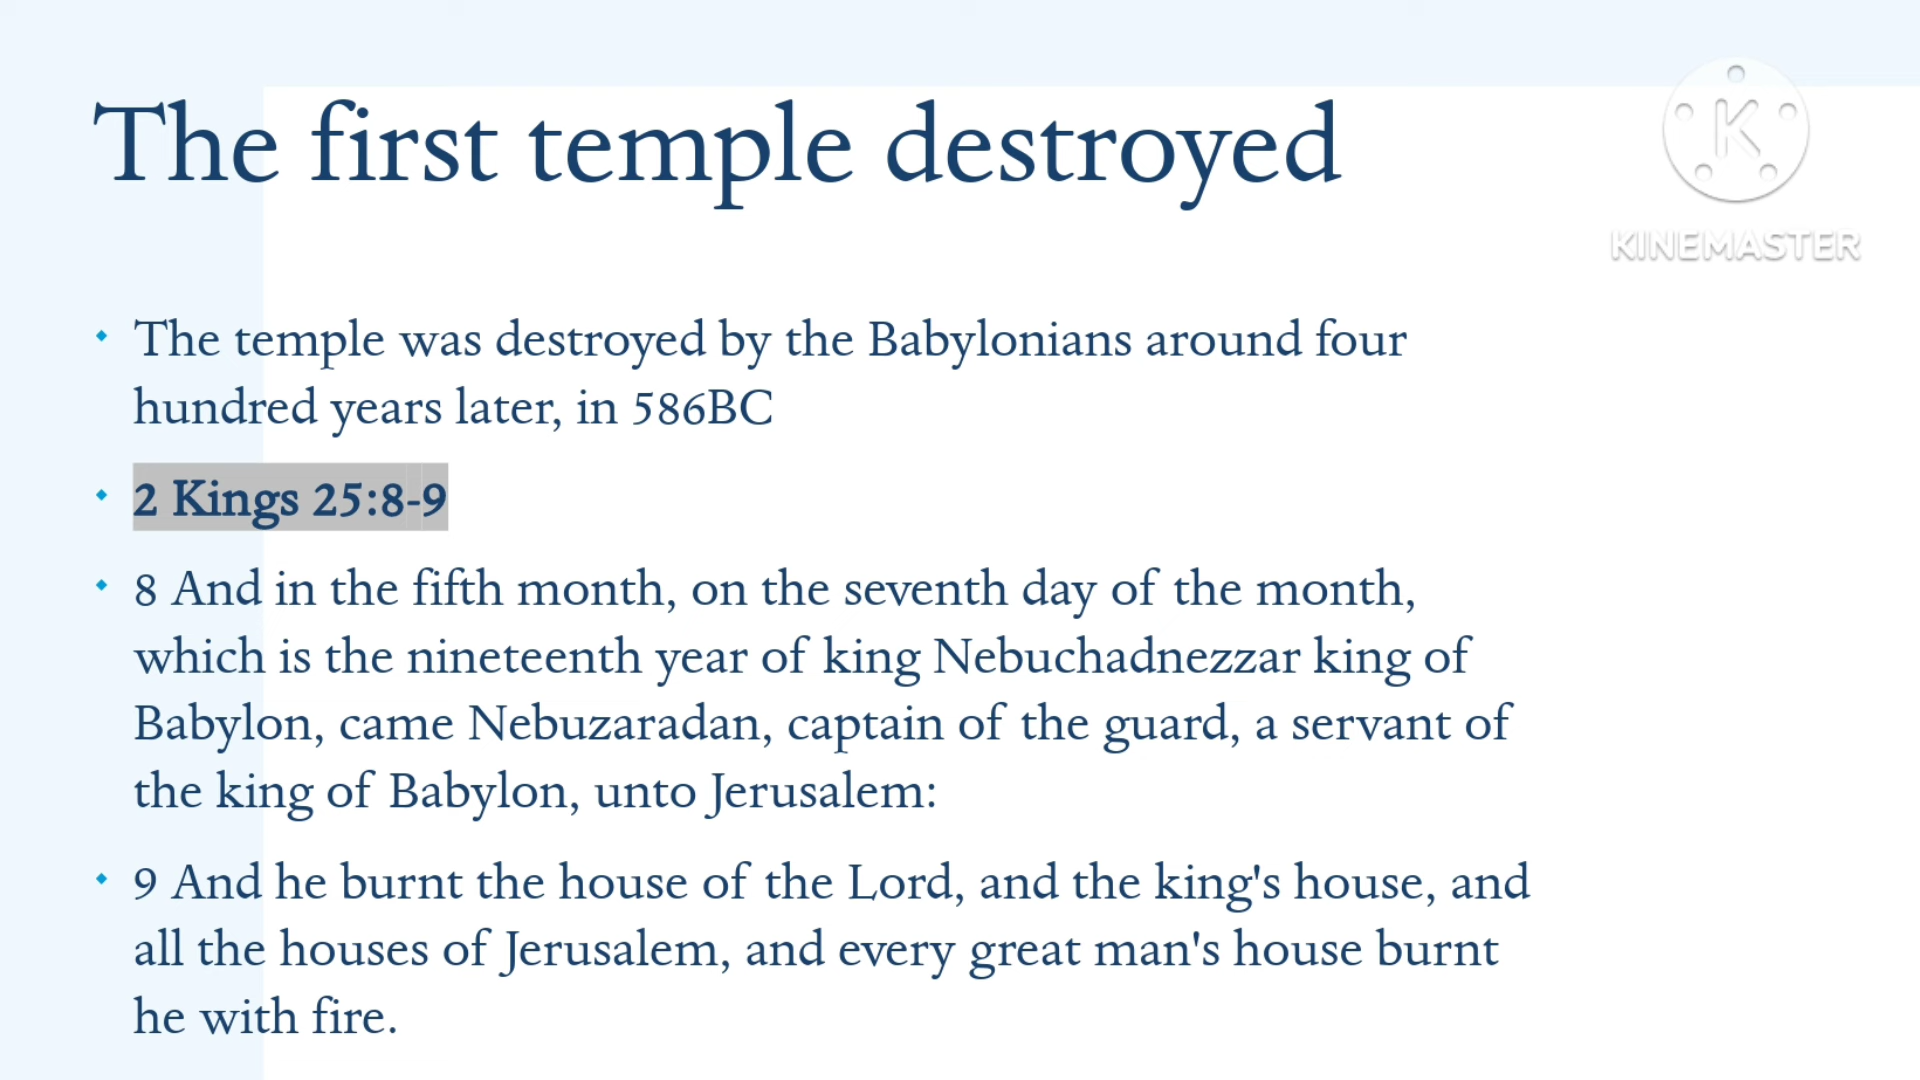 The first temple destroyed
K
KINEMASTER
The temple was destroyed by the Babylonians around four
hundred years later, in 586BC
2 Kings 25:8-9
8 And in the fifth month, on the seventh day of the month,
which is the nineteenth year of king Nebuchadnezzar king of
Babylon, came Nebuzaradan, captain of the guard, a servant of
the king of Babylon, unto Jerusalem:
9 And he burnt the house of the Lord, and the king's house, and
all the houses of Jerusalem, and every great man's house burnt
he with fire.